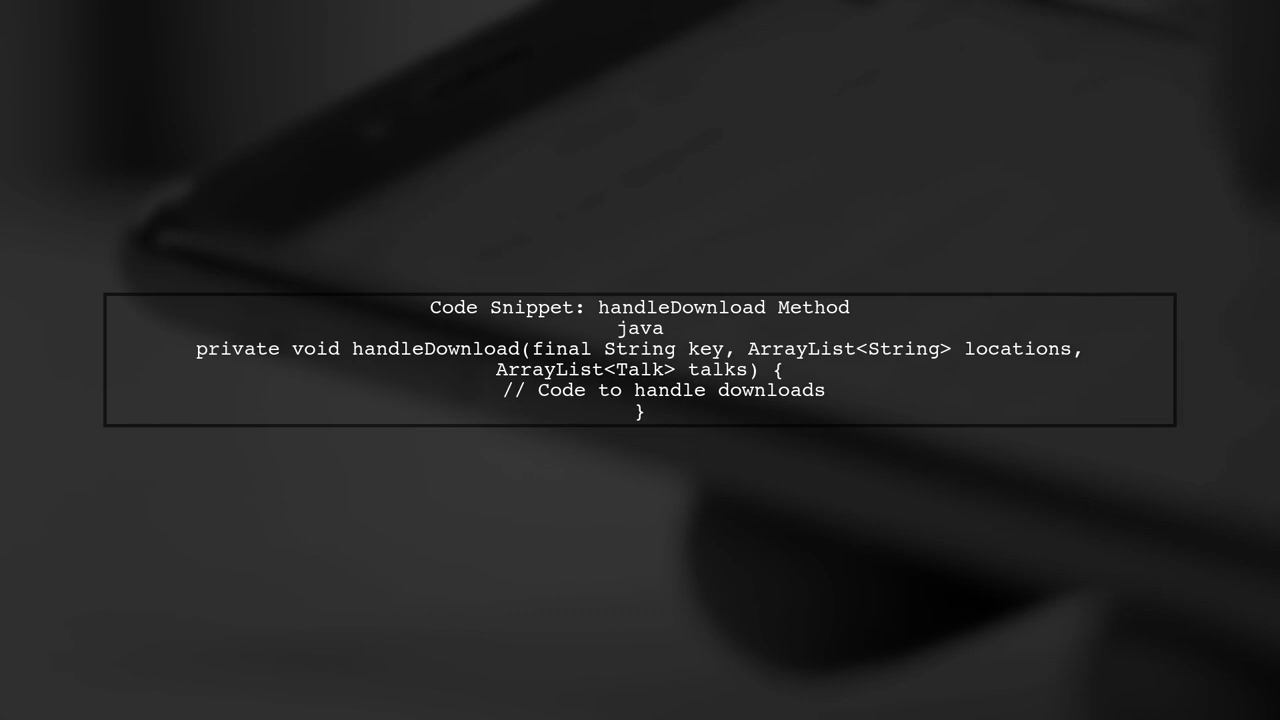 Code Snippet: handleDownload Method
java
private void handleDownload(final String key, ArrayList<String> locations,
ArrayList<Talk> talks) {
// Code to handle downloads
}